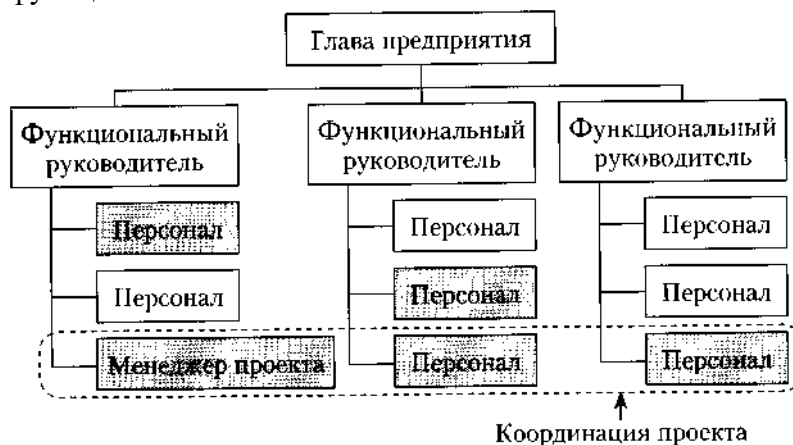 Глава предприятия
Функциональный
руководитель
Функциональный
руководитель
Функциональный
руководитель
Персонал
Персонал
Персонал
Персонал
Персонал
Персонал
Менеджер проекта
Персонал
Персонал
Координация проекта